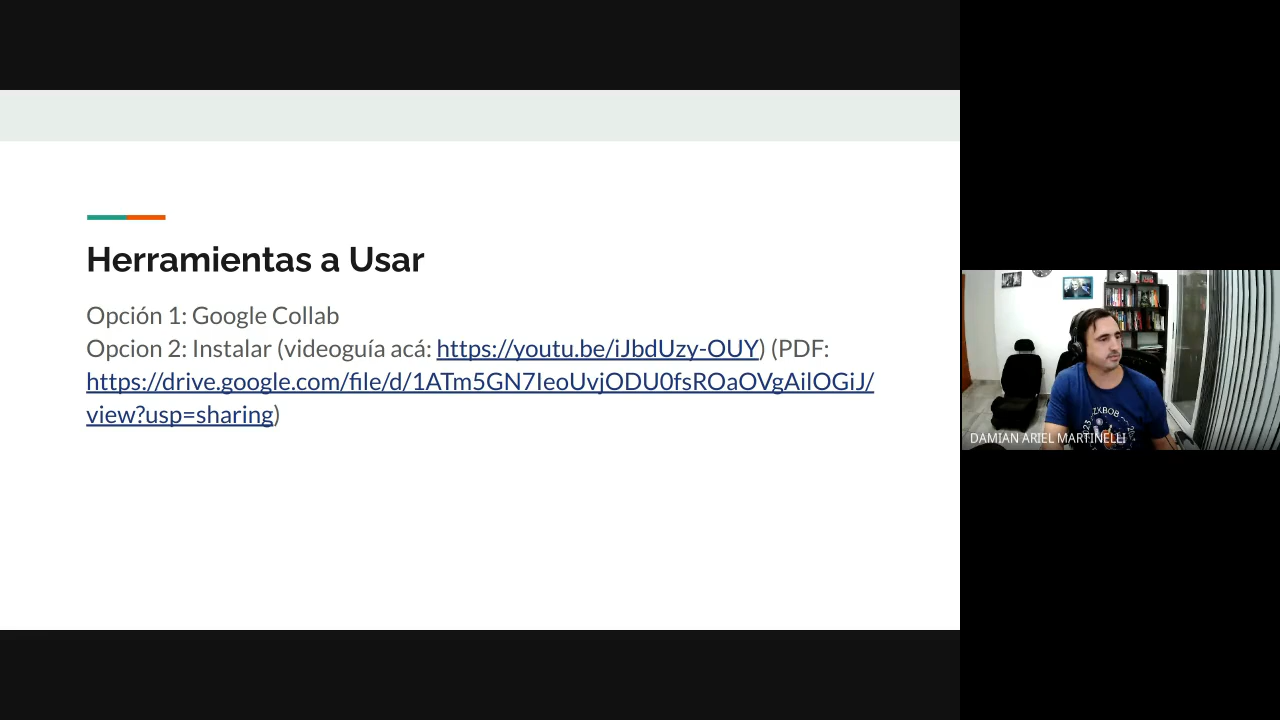 Herramientas a Usar
Opción 1: Google Collab
Opcion 2: Instalar (videoguía acá: https://youtu.be/iJbdUzy-OUY) (PDF:
https://drive.google.com/file/d/1ATm5GN7IeoUvjODU0fsROaOVgAilOGiJ/
view?usp=sharing)
ZKBOB
DAMIAN ARIEL MARTINELLI